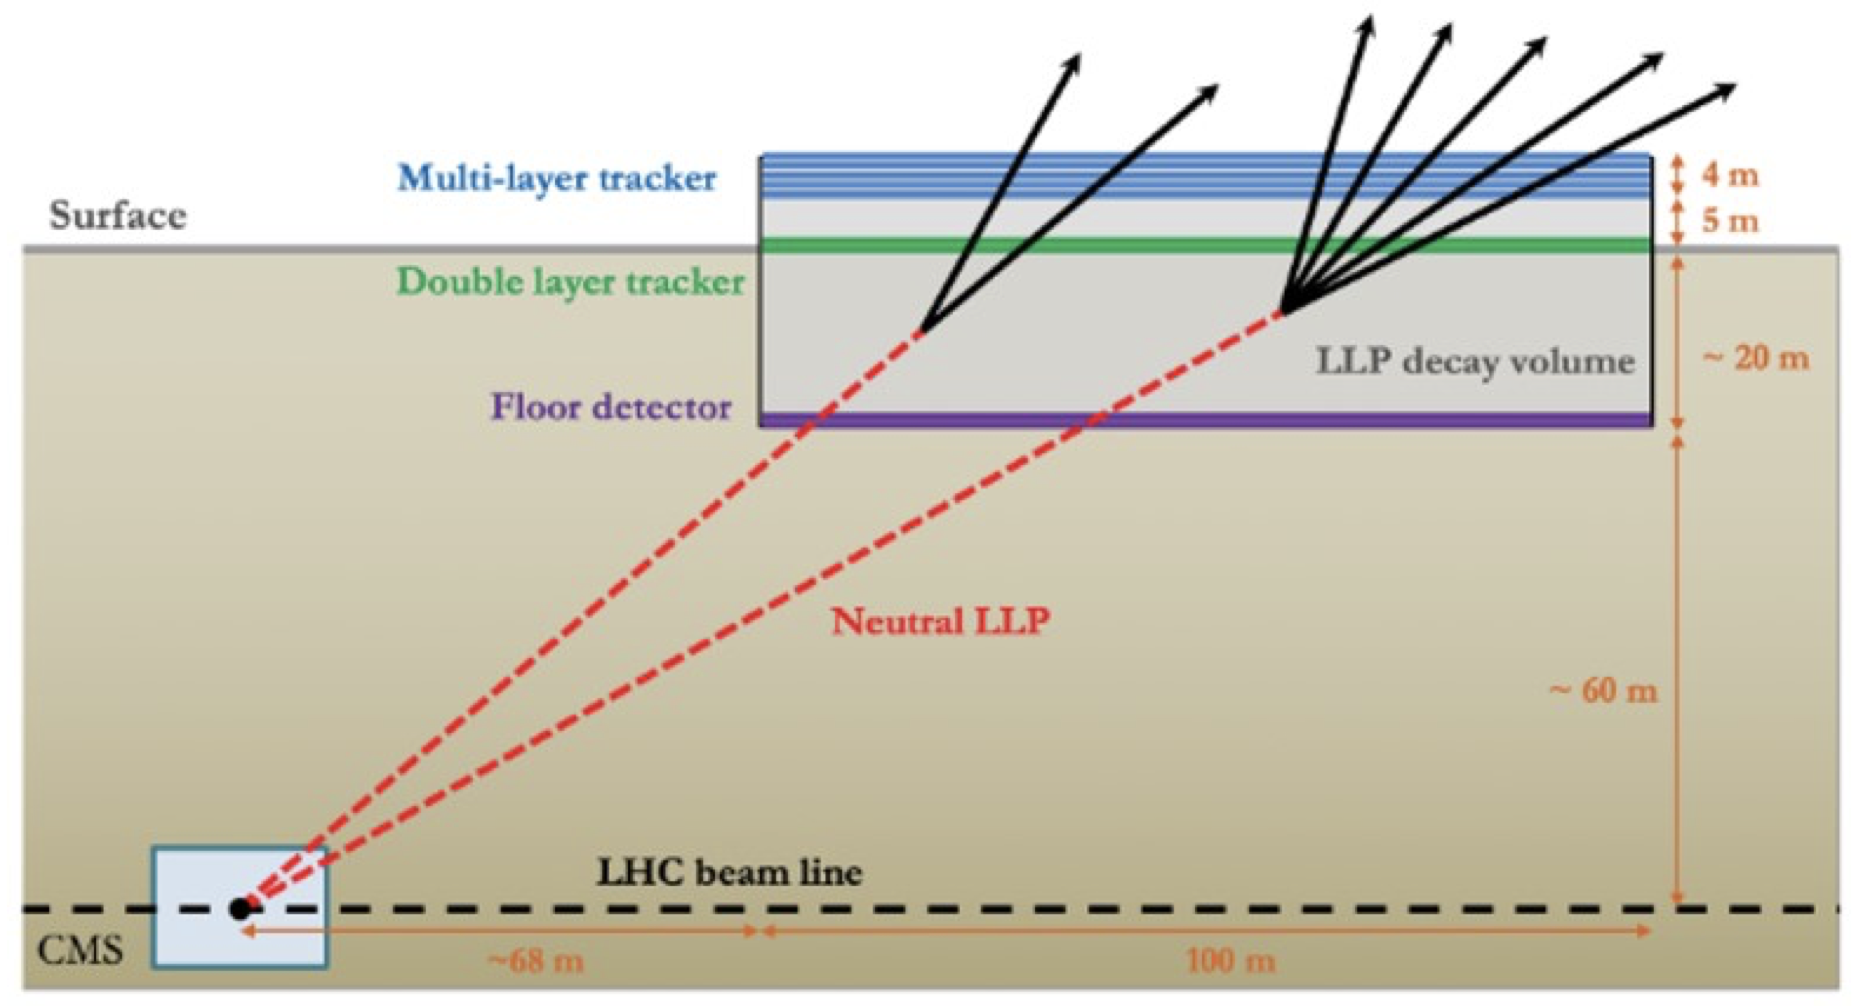 Multi-layer tracker
4 m
Surface
5 m
Double layer tracker
LLP decay volume
~ 20 m
Floor detector
Neutral LLP
~ 60 m
LHC beam line
CMS
~68 m
100 m